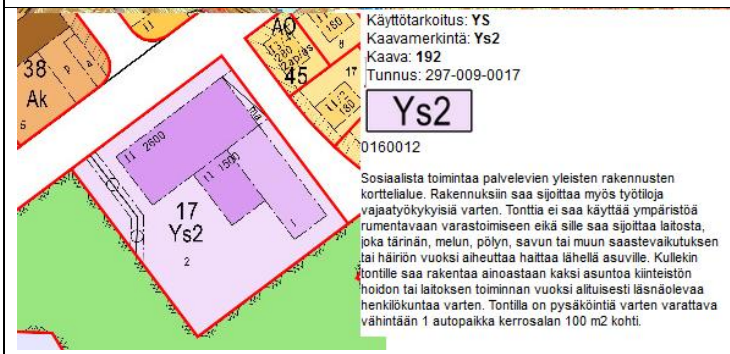 Käyttötarkoitus: YS
Kaavamerkintä: Ys2
Kaava: 192
Tunnus: 297-009-0017
Ys2
0160012
Sosiaalista toimintaa palvelevien yleisten rakennusten
korttelialue. Rakennuksiin saa sijoittaa myös työtiloja
vajaatyökykyisiä varten. Tonttia ei saa käyttää ympäristöä
rumentavaan varastoimiseen eikä sille saa sijoittaa laitosta,
joka tärinän, melun, pölyn, savun tai muun saastevaikutuksen
tai häiriön vuoksi aiheuttaa haittaa lähellä asuville. Kullekin
tontille saa rakentaa ainoastaan kaksi asuntoa kiinteistön
hoidon tai laitoksen toiminnan vuoksi alituisesti läsnäolevaa
henkilökuntaa varten. Tontilla on pysäköintiä varten varattava
vähintään 1 autopaikka kerrosalan 100 m2 kohti.
AO
45
17
38
Ak
II 2600
II 1500
I
17
Ys2
2